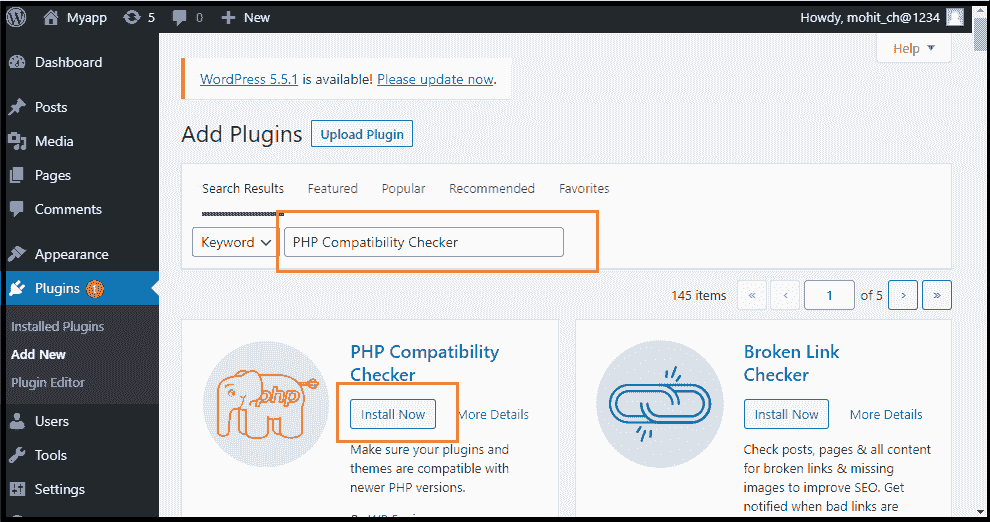 Myapp 5 0 + New Howdy, mohit_ch@1234
Help
WordPress 5.5.1 is available! Please update now.
Dashboard
Posts
Media
Pages
Comments
Appearance
Plugins 1
Installed Plugins
Add New
Plugin Editor
Users
Tools
Settings
Add Plugins Upload Plugin
Search Results Featured Popular Recommended Favorites
Keyword PHP Compatibility Checker
145 items « ‹ 1 of 5 › »
php
PHP Compatibility
Checker
Install Now More Details
Make sure your plugins and
themes are compatible with
newer PHP versions.
Broken Link
Checker
Install Now More Details
Check posts, pages & all content
for broken links & missing
images to improve SEO. Get
notified when bad links are